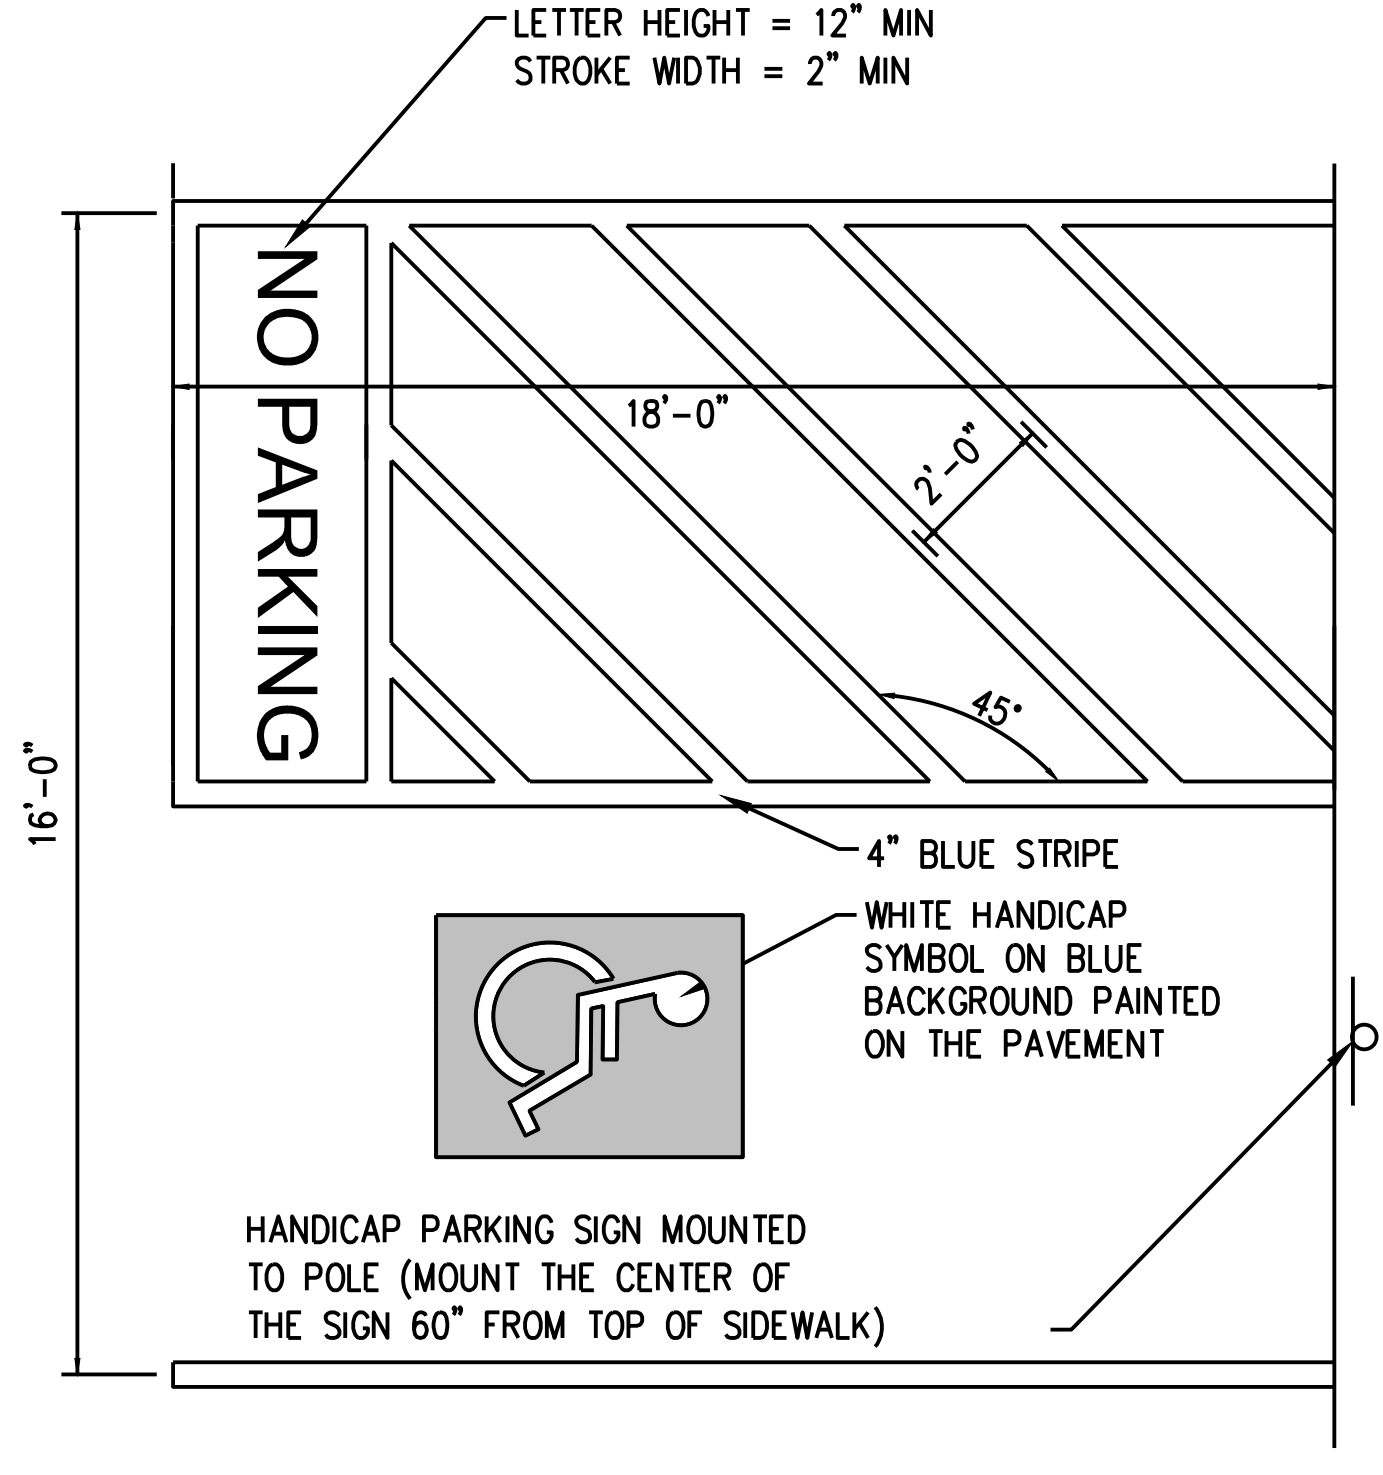 LETTER HEIGHT = 12" MIN
STROKE WIDTH = 2" MIN
NO PARKING
18'-0"
2'-0"
45°
16'-0"
4" BLUE STRIPE
WHITE HANDICAP
SYMBOL ON BLUE
BACKGROUND PAINTED
ON THE PAVEMENT
HANDICAP PARKING SIGN MOUNTED
TO POLE (MOUNT THE CENTER OF
THE SIGN 60" FROM TOP OF SIDEWALK)